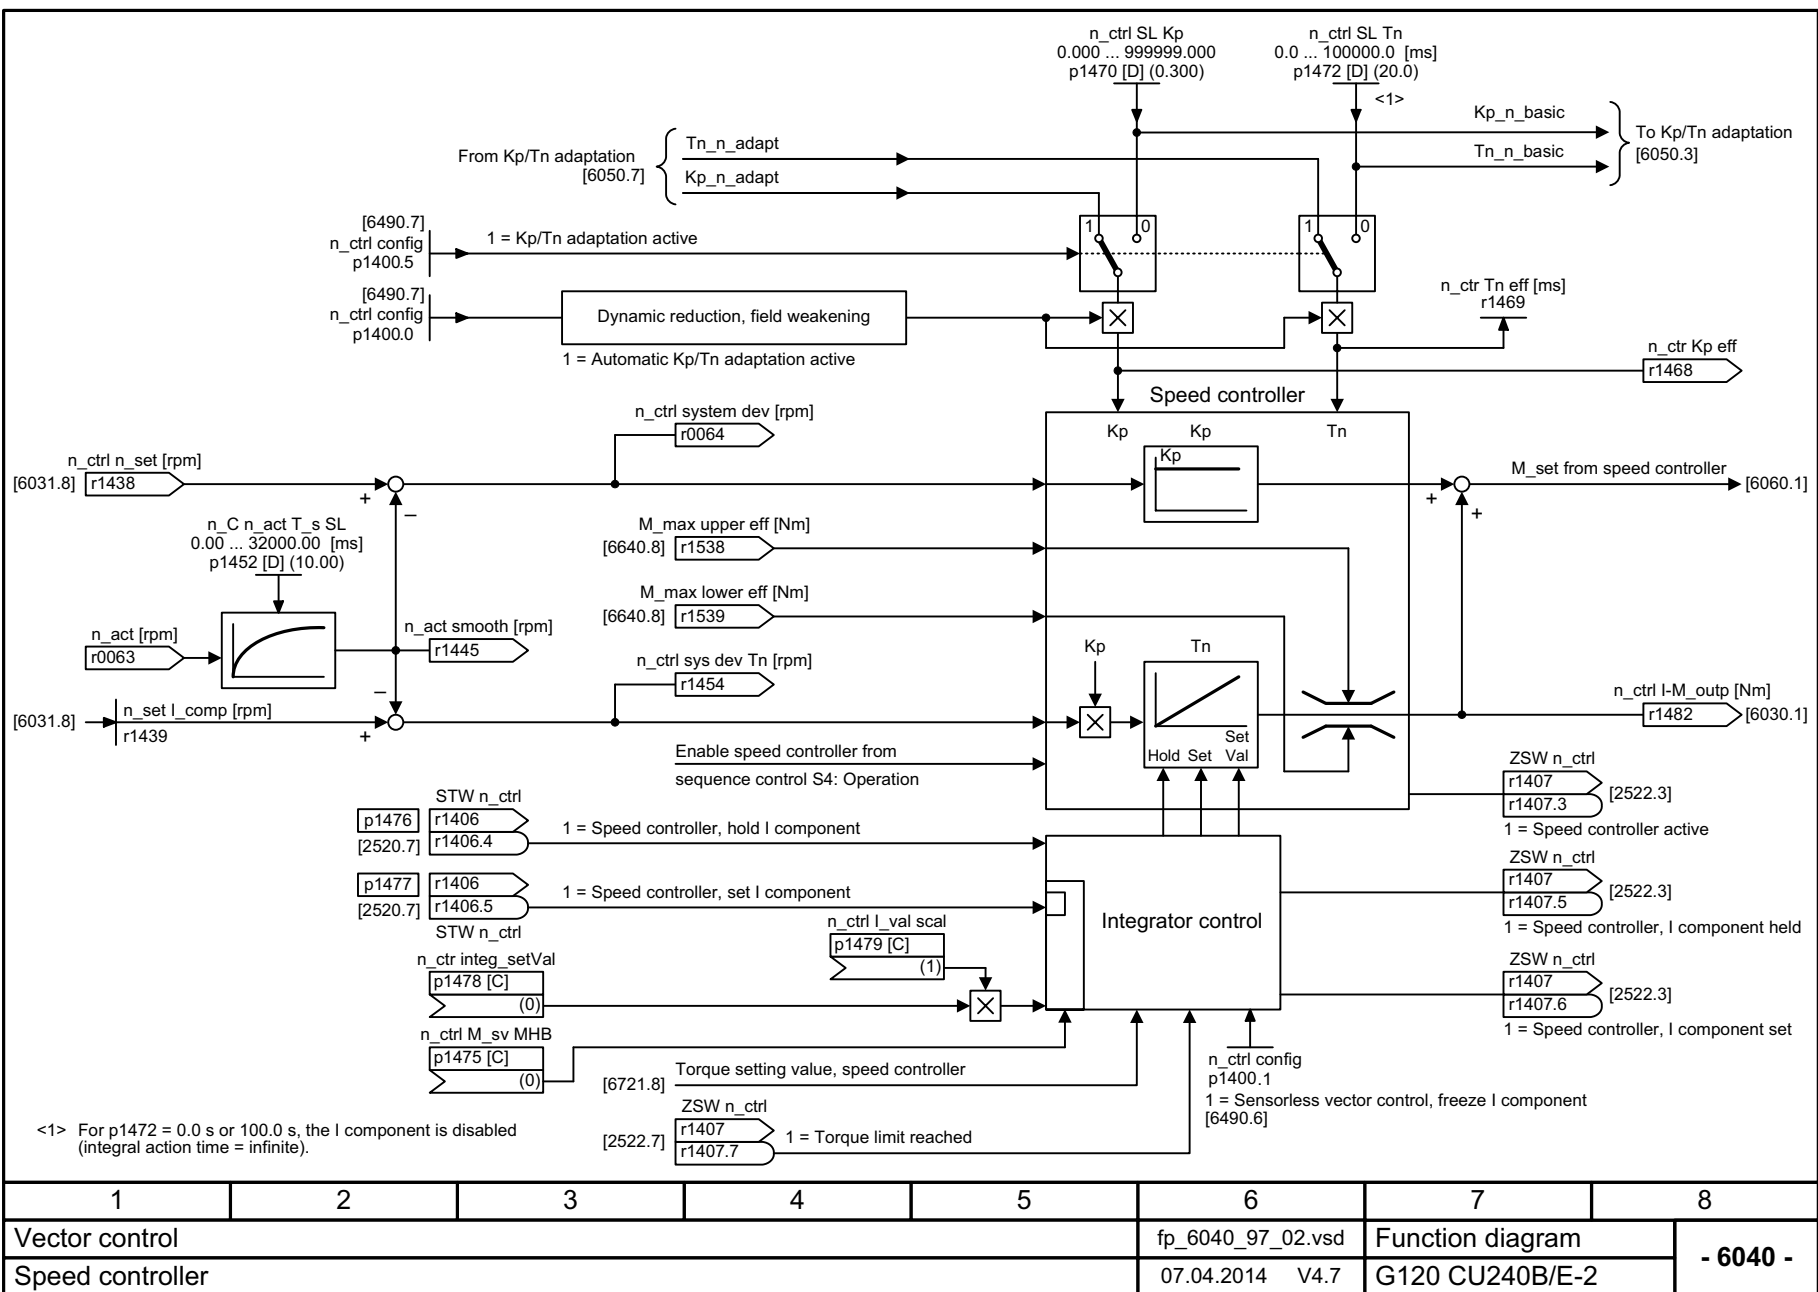 n_ctrl SL Kp
0.000 ... 999999.000
p1470 [D] (0.300)
n_ctrl SL Tn
0.0 ... 100000.0 [ms]
p1472 [D] (20.0)
<1>
Kp_n_basic
Tn_n_basic
To Kp/Tn adaptation
[6050.3]
From Kp/Tn adaptation
[6050.7]
Tn_n_adapt
Kp_n_adapt
[6490.7]
n_ctrl config
p1400.5
1 = Kp/Tn adaptation active
1 0
1 0
[6490.7]
n_ctrl config
p1400.0
Dynamic reduction, field weakening
1 = Automatic Kp/Tn adaptation active
n_ctr Tn eff [ms]
r1469
n_ctr Kp eff
r1468
Speed controller
n_ctrl system dev [rpm]
r0064
Kp Kp Tn
Kp
n_ctrl n_set [rpm]
[6031.8] r1438
+
–
M_set from speed controller
[6060.1]
+
+
n_C n_act T_s SL
0.00 ... 32000.00 [ms]
p1452 [D] (10.00)
M_max upper eff [Nm]
[6640.8] r1538
M_max lower eff [Nm]
[6640.8] r1539
n_act [rpm]
r0063
n_act smooth [rpm]
r1445
n_ctrl sys dev Tn [rpm]
r1454
Kp Tn
–
+
[6031.8] n_set I_comp [rpm]
r1439
n_ctrl I-M_outp [Nm]
r1482 [6030.1]
Hold Set Set
Val
Enable speed controller from
sequence control S4: Operation
ZSW n_ctrl
r1407
r1407.3
[2522.3]
1 = Speed controller active
STW n_ctrl
p1476 r1406
[2520.7] r1406.4
1 = Speed controller, hold I component
p1477 r1406
[2520.7] r1406.5
STW n_ctrl
1 = Speed controller, set I component
Integrator control
ZSW n_ctrl
r1407
r1407.5
[2522.3]
1 = Speed controller, I component held
n_ctrl I_val scal
p1479 [C]
(1)
n_ctr integ_setVal
p1478 [C]
(0)
ZSW n_ctrl
r1407
r1407.6
[2522.3]
1 = Speed controller, I component set
n_ctrl M_sv MHB
p1475 [C]
(0)
[6721.8] Torque setting value, speed controller
n_ctrl config
p1400.1
1 = Sensorless vector control, freeze I component
[6490.6]
ZSW n_ctrl
r1407
[2522.7] r1407.7
1 = Torque limit reached
<1> For p1472 = 0.0 s or 100.0 s, the I component is disabled
(integral action time = infinite).
1 2 3 4 5 6 7 8
Vector control
fp_6040_97_02.vsd
Function diagram
- 6040 -
Speed controller
07.04.2014 V4.7
G120 CU240B/E-2